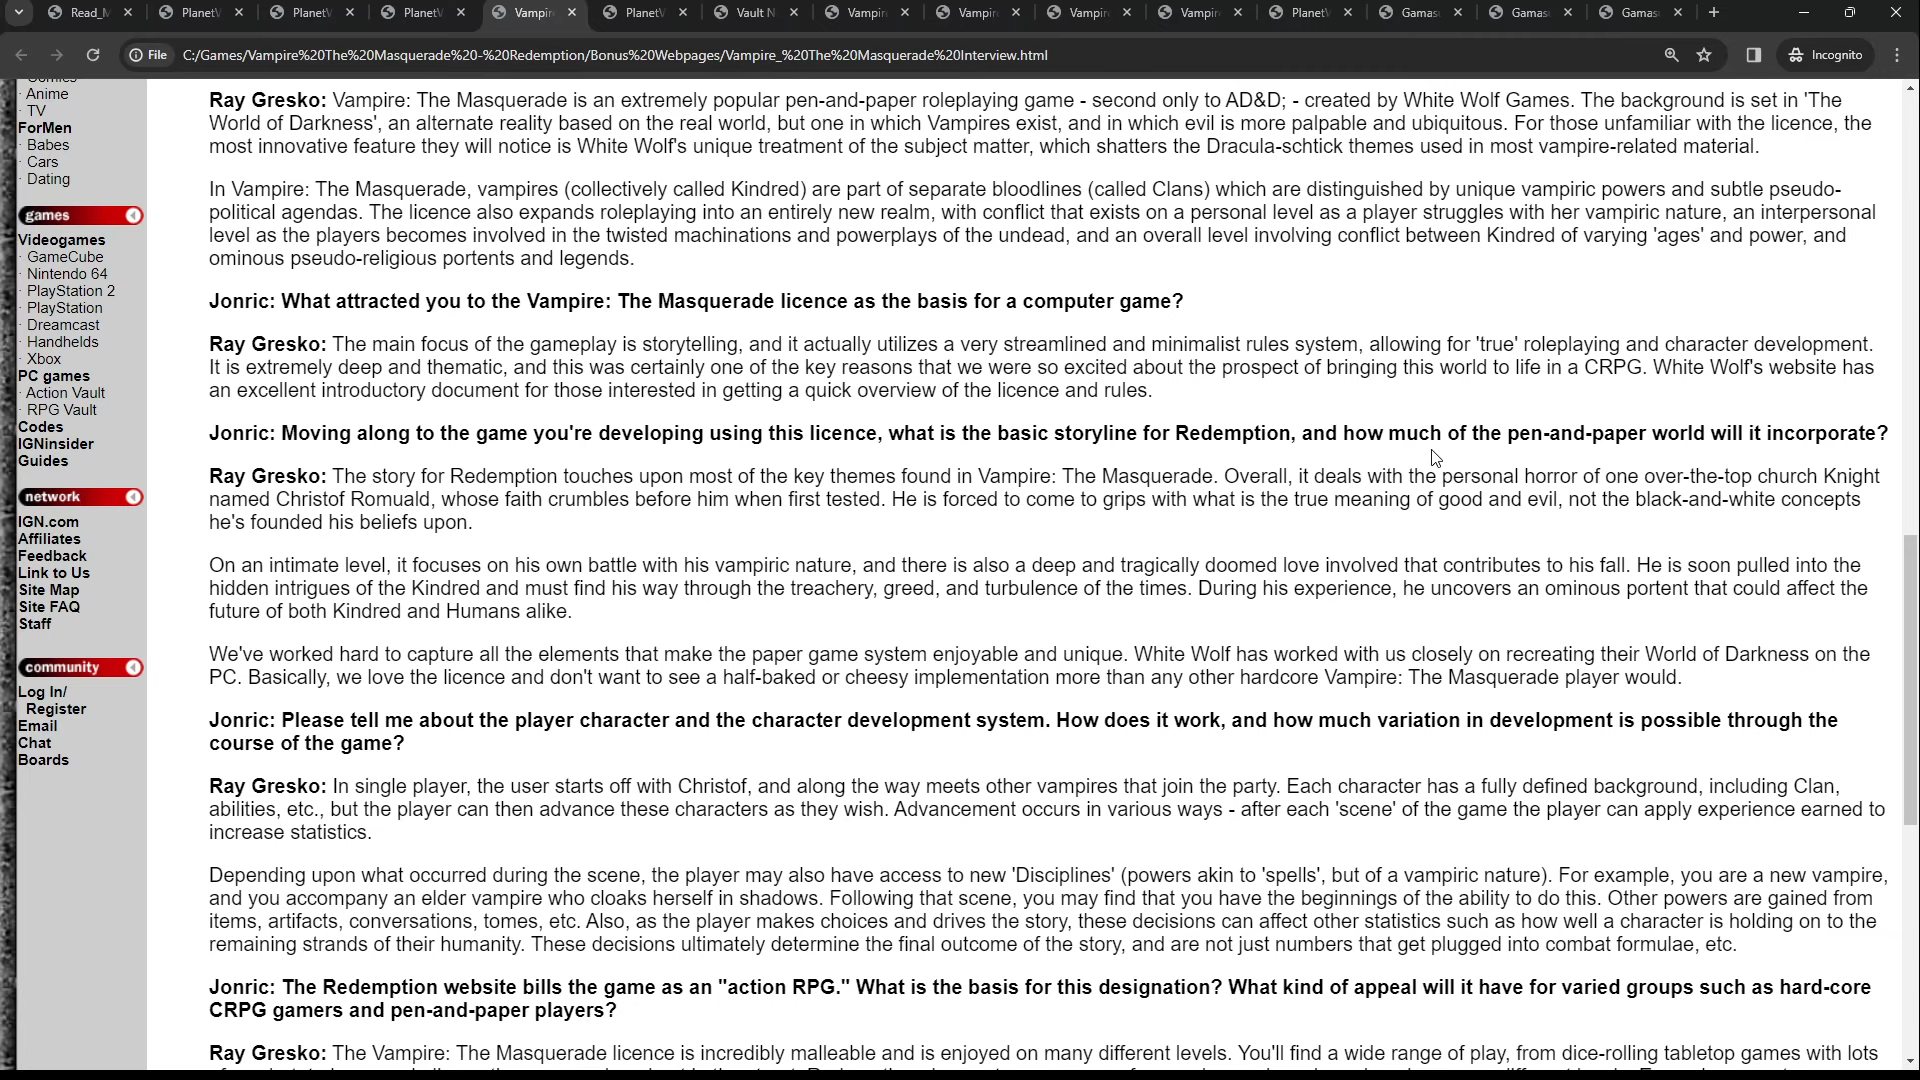 Read_M
PlanetV
PlanetV
PlanetV
Vampir
PlanetV
Vault N
Vampir
Vampir
Vampir
Vampir
PlanetV
Gamas
Gamas
Gamas
File
C:/Games/Vampire%20The%20Masquerade%20-%20Redemption/Bonus%20Webpages/Vampire_%20The%20Masquerade%20Interview.html
Incognito
· Comics
· Anime
· TV
ForMen
· Babes
· Cars
· Dating
games
Videogames
· GameCube
· Nintendo 64
· PlayStation 2
· PlayStation
· Dreamcast
· Handhelds
· Xbox
PC games
· Action Vault
· RPG Vault
Codes
IGNinsider
Guides
network
IGN.com
Affiliates
Feedback
Link to Us
Site Map
Site FAQ
Staff
community
Log In/
Register
Email
Chat
Boards
Ray Gresko: Vampire: The Masquerade is an extremely popular pen-and-paper roleplaying game - second only to AD&D; - created by White Wolf Games. The background is set in 'The
World of Darkness', an alternate reality based on the real world, but one in which Vampires exist, and in which evil is more palpable and ubiquitous. For those unfamiliar with the licence, the
most innovative feature they will notice is White Wolf's unique treatment of the subject matter, which shatters the Dracula-schtick themes used in most vampire-related material.
In Vampire: The Masquerade, vampires (collectively called Kindred) are part of separate bloodlines (called Clans) which are distinguished by unique vampiric powers and subtle pseudo-
political agendas. The licence also expands roleplaying into an entirely new realm, with conflict that exists on a personal level as a player struggles with her vampiric nature, an interpersonal
level as the players becomes involved in the twisted machinations and powerplays of the undead, and an overall level involving conflict between Kindred of varying 'ages' and power, and
ominous pseudo-religious portents and legends.
Jonric: What attracted you to the Vampire: The Masquerade licence as the basis for a computer game?
Ray Gresko: The main focus of the gameplay is storytelling, and it actually utilizes a very streamlined and minimalist rules system, allowing for 'true' roleplaying and character development.
It is extremely deep and thematic, and this was certainly one of the key reasons that we were so excited about the prospect of bringing this world to life in a CRPG. White Wolf's website has
an excellent introductory document for those interested in getting a quick overview of the licence and rules.
Jonric: Moving along to the game you're developing using this licence, what is the basic storyline for Redemption, and how much of the pen-and-paper world will it incorporate?
Ray Gresko: The story for Redemption touches upon most of the key themes found in Vampire: The Masquerade. Overall, it deals with the personal horror of one over-the-top church Knight
named Christof Romuald, whose faith crumbles before him when first tested. He is forced to come to grips with what is the true meaning of good and evil, not the black-and-white concepts
he's founded his beliefs upon.
On an intimate level, it focuses on his own battle with his vampiric nature, and there is also a deep and tragically doomed love involved that contributes to his fall. He is soon pulled into the
hidden intrigues of the Kindred and must find his way through the treachery, greed, and turbulence of the times. During his experience, he uncovers an ominous portent that could affect the
future of both Kindred and Humans alike.
We've worked hard to capture all the elements that make the paper game system enjoyable and unique. White Wolf has worked with us closely on recreating their World of Darkness on the
PC. Basically, we love the licence and don't want to see a half-baked or cheesy implementation more than any other hardcore Vampire: The Masquerade player would.
Jonric: Please tell me about the player character and the character development system. How does it work, and how much variation in development is possible through the
course of the game?
Ray Gresko: In single player, the user starts off with Christof, and along the way meets other vampires that join the party. Each character has a fully defined background, including Clan,
abilities, etc., but the player can then advance these characters as they wish. Advancement occurs in various ways - after each 'scene' of the game the player can apply experience earned to
increase statistics.
Depending upon what occurred during the scene, the player may also have access to new 'Disciplines' (powers akin to 'spells', but of a vampiric nature). For example, you are a new vampire,
and you accompany an elder vampire who cloaks herself in shadows. Following that scene, you may find that you have the beginnings of the ability to do this. Other powers are gained from
items, artifacts, conversations, tomes, etc. Also, as the player makes choices and drives the story, these decisions can affect other statistics such as how well a character is holding on to the
remaining strands of their humanity. These decisions ultimately determine the final outcome of the story, and are not just numbers that get plugged into combat formulae, etc.
Jonric: The Redemption website bills the game as an "action RPG." What is the basis for this designation? What kind of appeal will it have for varied groups such as hard-core
CRPG gamers and pen-and-paper players?
Ray Gresko: The Vampire: The Masquerade licence is incredibly malleable and is enjoyed on many different levels. You'll find a wide range of play, from dice-rolling tabletop games with lots